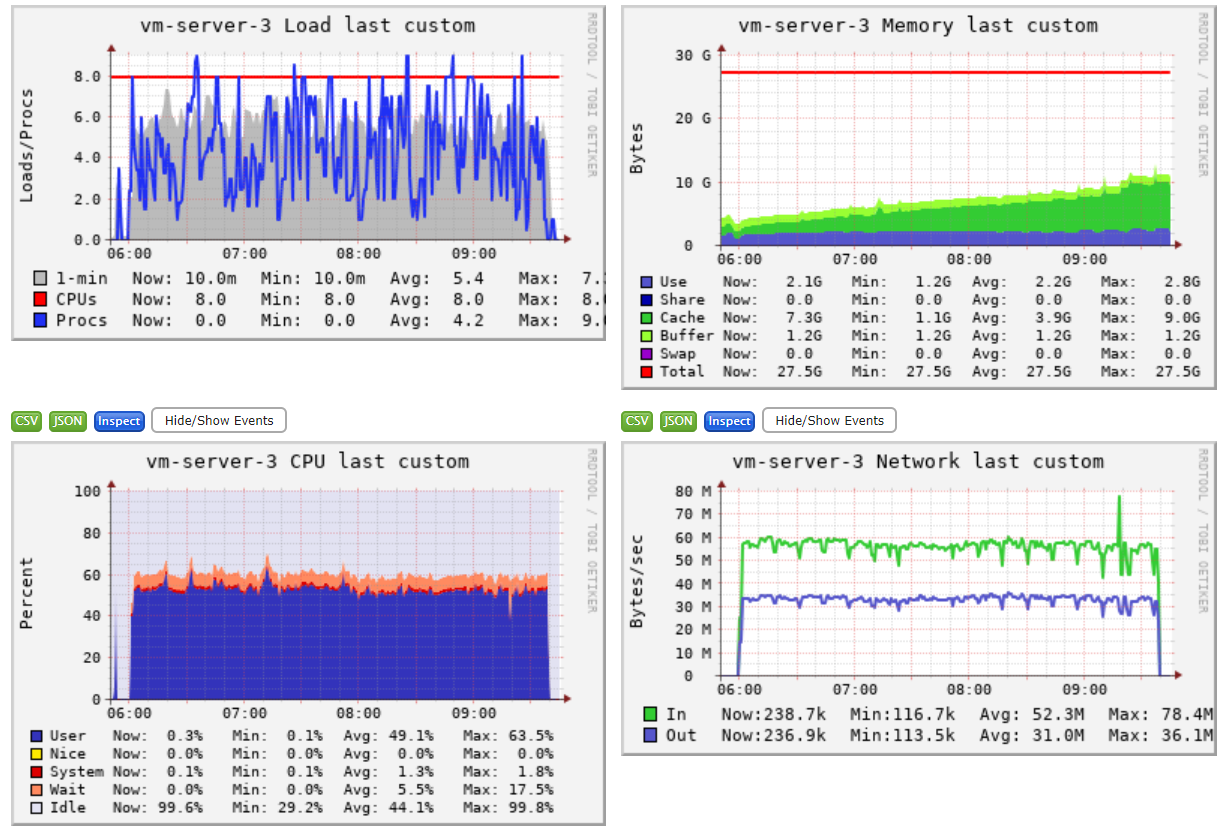 vm-server-3 Load last custom
RRDTOOL / TOBI OETIKER
Loads/Procs
8.0
6.0
4.0
2.0
0.0
06:00 07:00 08:00 09:00
1-min Now: 10.0m Min: 10.0m Avg: 5.4 Max: 7.
CPUs Now: 8.0 Min: 8.0 Avg: 8.0 Max: 8.
Procs Now: 0.0 Min: 0.0 Avg: 4.2 Max: 9.
vm-server-3 Memory last custom
RRDTOOL / TOBI OETIKER
Bytes
30 G
20 G
10 G
0
06:00 07:00 08:00 09:00
Use Now: 2.1G Min: 1.2G Avg: 2.2G Max: 2.8G
Share Now: 0.0 Min: 0.0 Avg: 0.0 Max: 0.0
Cache Now: 7.3G Min: 1.1G Avg: 3.9G Max: 9.0G
Buffer Now: 1.2G Min: 1.2G Avg: 1.2G Max: 1.2G
Swap Now: 0.0 Min: 0.0 Avg: 0.0 Max: 0.0
Total Now: 27.5G Min: 27.5G Avg: 27.5G Max: 27.5G
CSV JSON Inspect Hide/Show Events
CSV JSON Inspect Hide/Show Events
vm-server-3 CPU last custom
RRDTOOL / TOBI OETIKER
Percent
100
80
60
40
20
0
06:00 07:00 08:00 09:00
User Now: 0.3% Min: 0.1% Avg: 49.1% Max: 63.5%
Nice Now: 0.0% Min: 0.0% Avg: 0.0% Max: 0.0%
System Now: 0.1% Min: 0.1% Avg: 1.3% Max: 1.8%
Wait Now: 0.0% Min: 0.0% Avg: 5.5% Max: 17.5%
Idle Now: 99.6% Min: 29.2% Avg: 44.1% Max: 99.8%
vm-server-3 Network last custom
RRDTOOL / TOBI OETIKER
Bytes/sec
80 M
70 M
60 M
50 M
40 M
30 M
20 M
10 M
0
06:00 07:00 08:00 09:00
In Now:238.7k Min:116.7k Avg: 52.3M Max: 78.4M
Out Now:236.9k Min:113.5k Avg: 31.0M Max: 36.1M